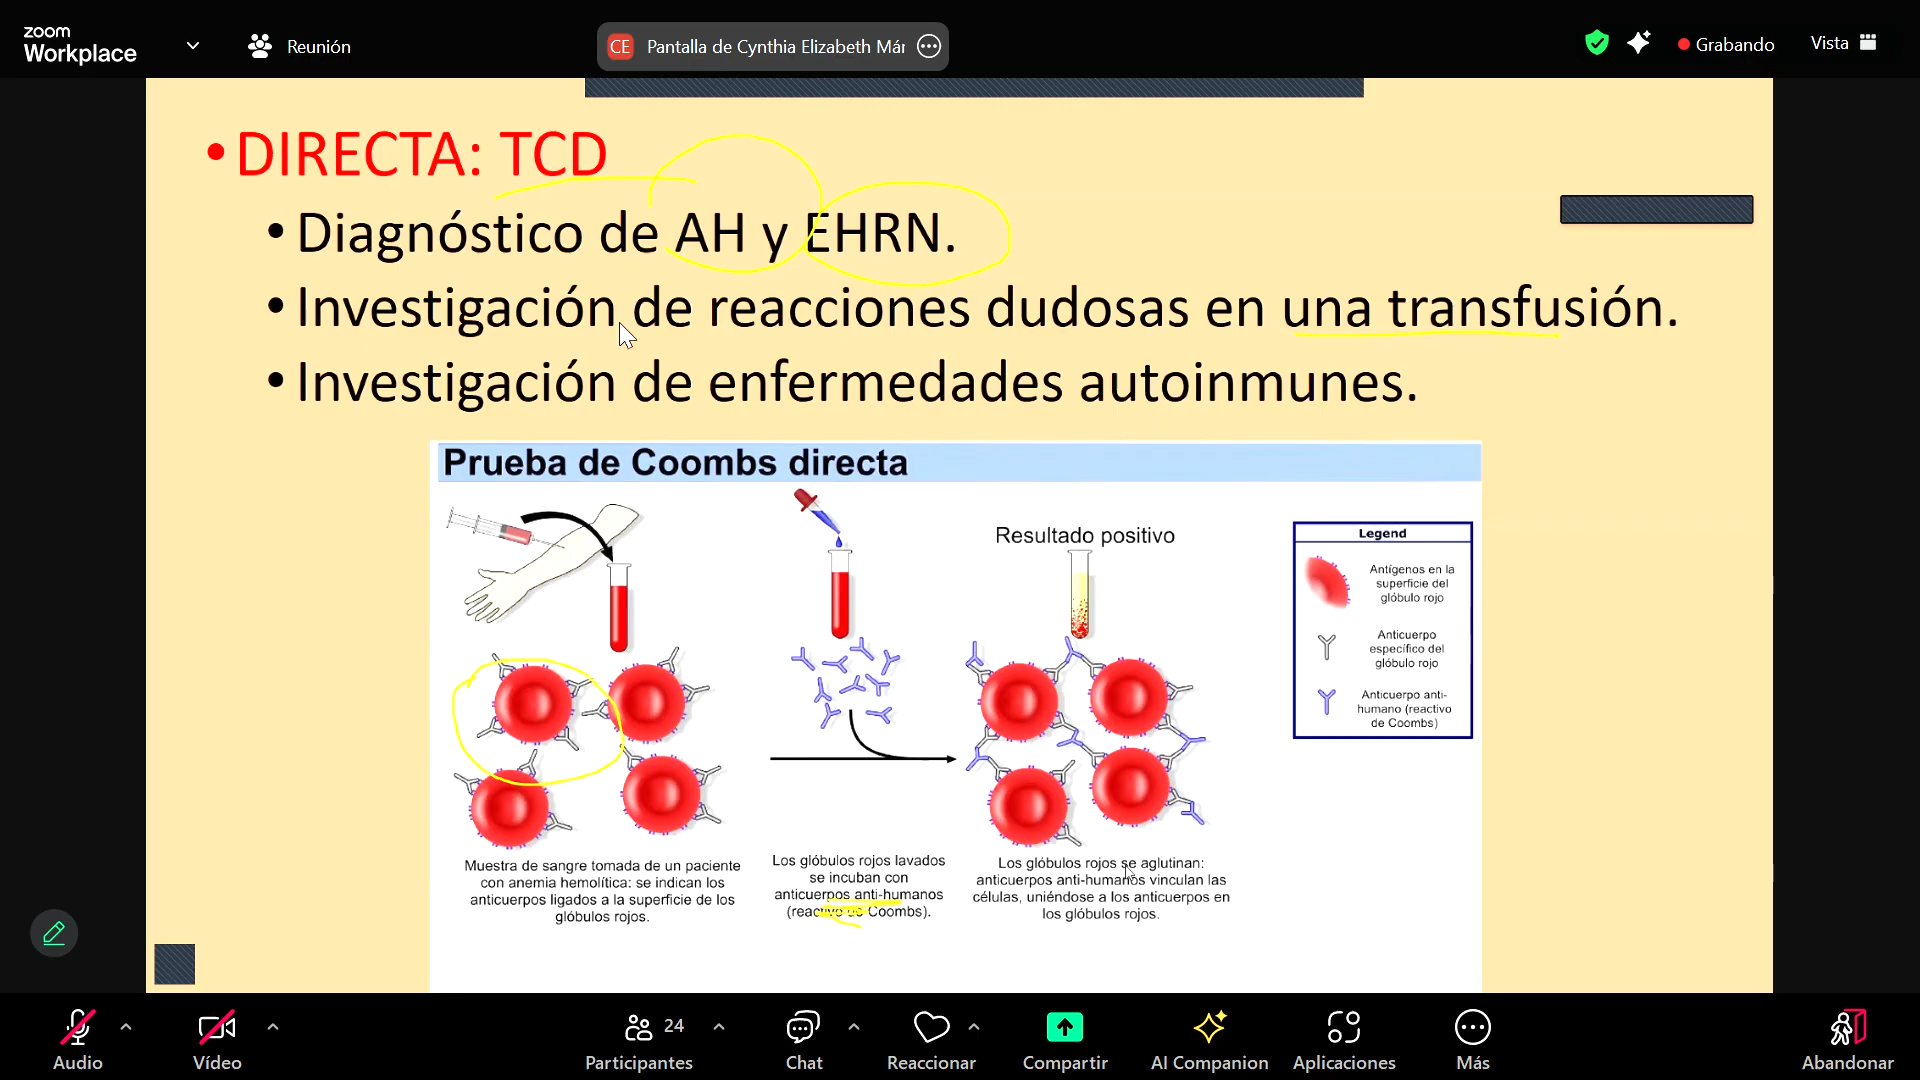 zoom
Workplace
Reunión
CE
Pantalla de Cynthia Elizabeth Már
Grabando
Vista
• DIRECTA: TCD
• Diagnóstico de AH y EHRN.
• Investigación de reacciones dudosas en una transfusión.
• Investigación de enfermedades autoinmunes.
Prueba de Coombs directa
Resultado positivo
Legend
Antígenos en la
superficie del
glóbulo rojo
Anticuerpo
específico del
glóbulo rojo
Anticuerpo anti-
humano (reactivo
de Coombs)
Muestra de sangre tomada de un paciente
con anemia hemolítica: se indican los
anticuerpos ligados a la superficie de los
glóbulos rojos.
Los glóbulos rojos lavados
se incuban con
anticuerpos anti-humanos
(reactivo de Coombs).
Los glóbulos rojos se aglutinan:
anticuerpos anti-humanos vinculan las
células, uniéndose a los anticuerpos en
los glóbulos rojos.
Audio
Vídeo
24
Participantes
Chat
Reaccionar
Compartir
AI Companion
Aplicaciones
Más
Abandonar